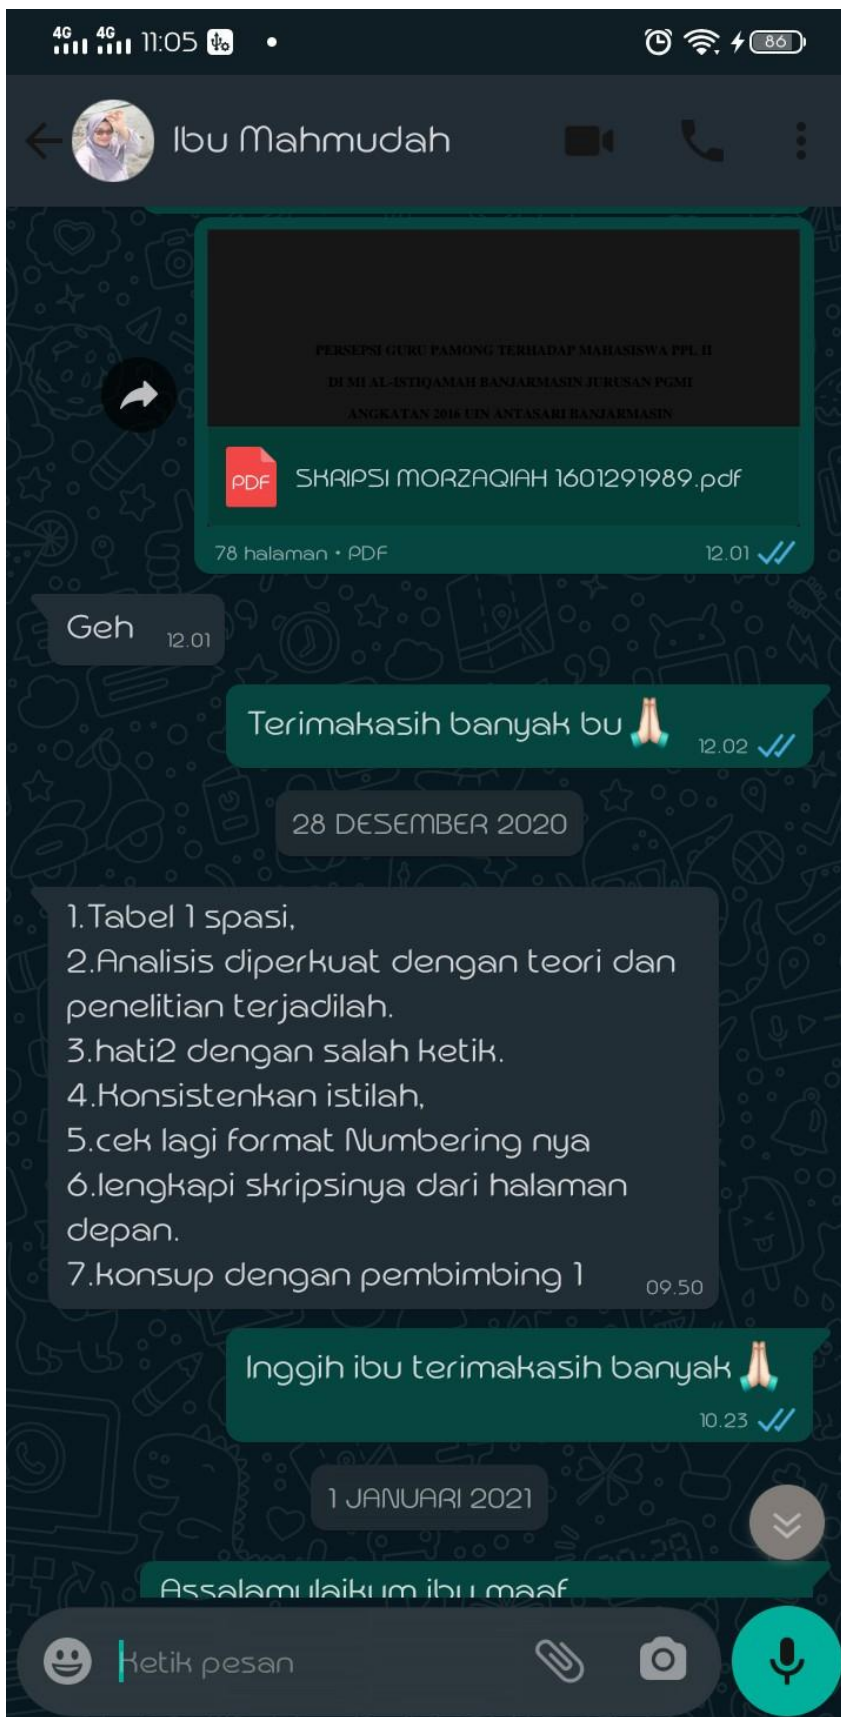 4G 4G 11:05
86
Ibu Mahmudah
PERSEPSI GURU PAMONG TERHADAP MAHASISWA PPL II
DI MI AL-ISTIQAMAH BANJARMASIN JURUSAN PGMI
ANGKATAN 2016 UIN ANTASARI BANJARMASIN
PDF
SKRIPSI MORZAQIAH 1601291989.pdf
78 halaman • PDF 12.01
Geh 12.01
Terimakasih banyak bu🙏🏻 12.02
28 DESEMBER 2020
1.Tabel 1 spasi,
2.Analisis diperkuat dengan teori dan
penelitian terjadilah.
3.hati2 dengan salah ketik.
4.Konsistenkan istilah,
5.cek lagi format Numbering nya
6.lengkapi skripsinya dari halaman
depan.
7.konsup dengan pembimbing 1 09.50
Inggih ibu terimakasih banyak🙏🏻
10.23
1 JANUARI 2021
Assalamulaikum ibu maaf
Ketik pesan